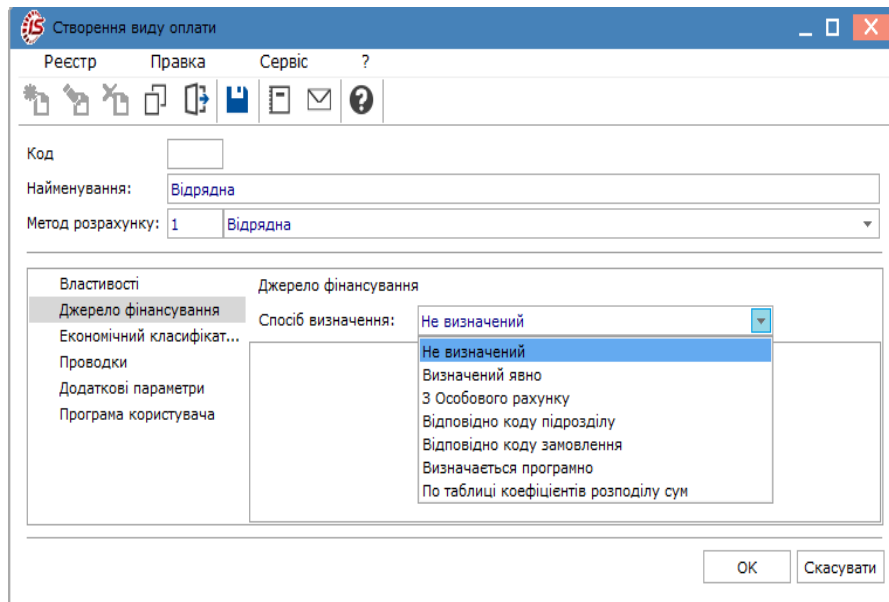 Створення виду оплати
Реєстр Правка Сервіс ?
Код
Найменування: Відрядна
Метод розрахунку: 1 Відрядна
Властивості
Джерело фінансування
Економічний класифікат...
Проводки
Додаткові параметри
Програма користувача
Джерело фінансування
Спосіб визначення: Не визначений
Не визначений
Визначений явно
З Особового рахунку
Відповідно коду підрозділу
Відповідно коду замовлення
Визначається програмно
По таблиці коефіцієнтів розподілу сум
OK Скасувати